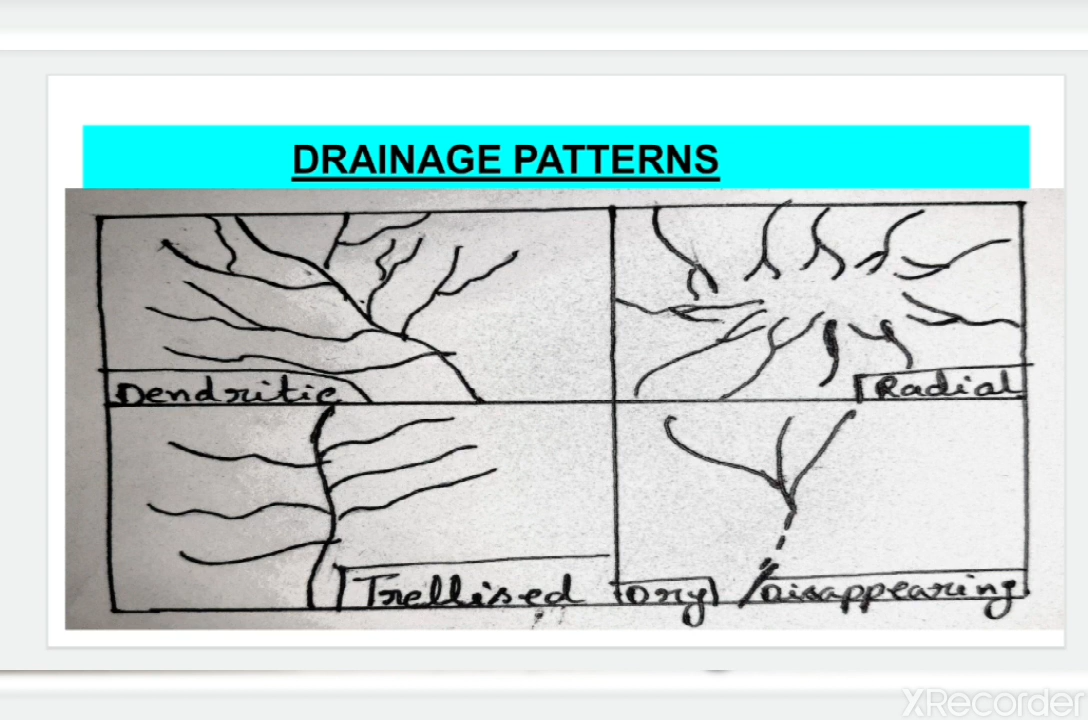 DRAINAGE PATTERNS
Dendritic
Radial
Trellised
Dry / Disappearing
XRecorder